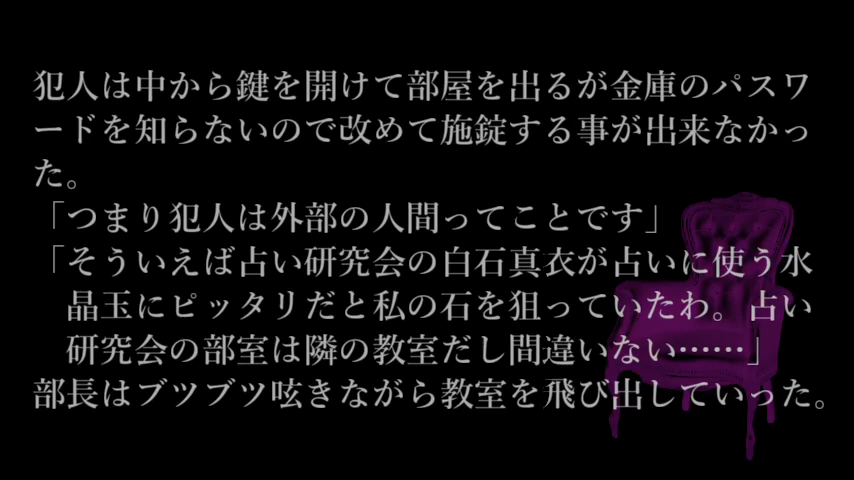 犯人は中から鍵を開けて部屋を出るが金庫のパスワ
ードを知らないので改めて施錠する事が出来なかっ
た。
「つまり犯人は外部の人間ってことです」
「そういえば占い研究会の白石真衣が占いに使う水
晶玉にピッタリだと私の石を狙っていたわ。占い
研究会の部室は隣の教室だし間違いない……」
部長はブツブツ呟きながら教室を飛び出していった。